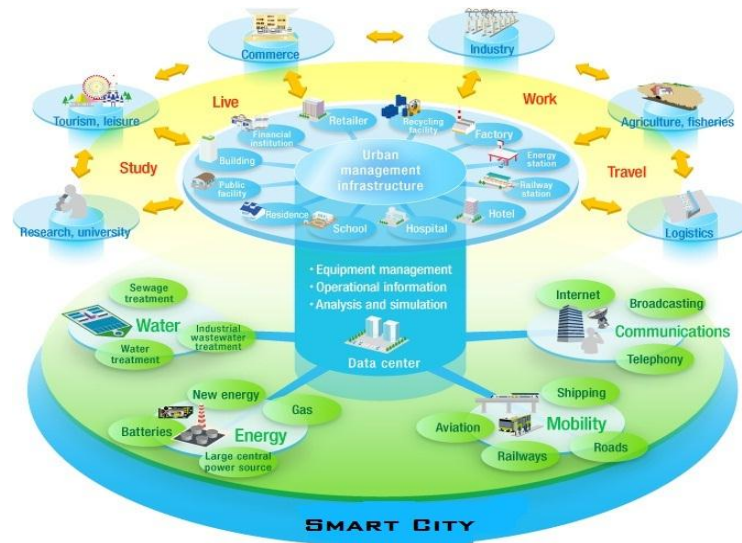 Commerce
Industry
Tourism, leisure
Live
Work
Agriculture, fisheries
Retailer
Recycling
facility
Financial
institution
Factory
Building
Urban
management
infrastructure
Energy
station
Study
Travel
Public
facility
Railway
station
Research, university
Residence
School
Hospital
Hotel
Logistics
• Equipment management
• Operational information
• Analysis and simulation
Data center
Sewage
treatment
Water
Industrial
wastewater
treatment
Water
treatment
Internet
Broadcasting
Communications
Telephony
New energy
Gas
Batteries
Energy
Large central
power source
Shipping
Aviation
Mobility
Railways
Roads
SMART CITY